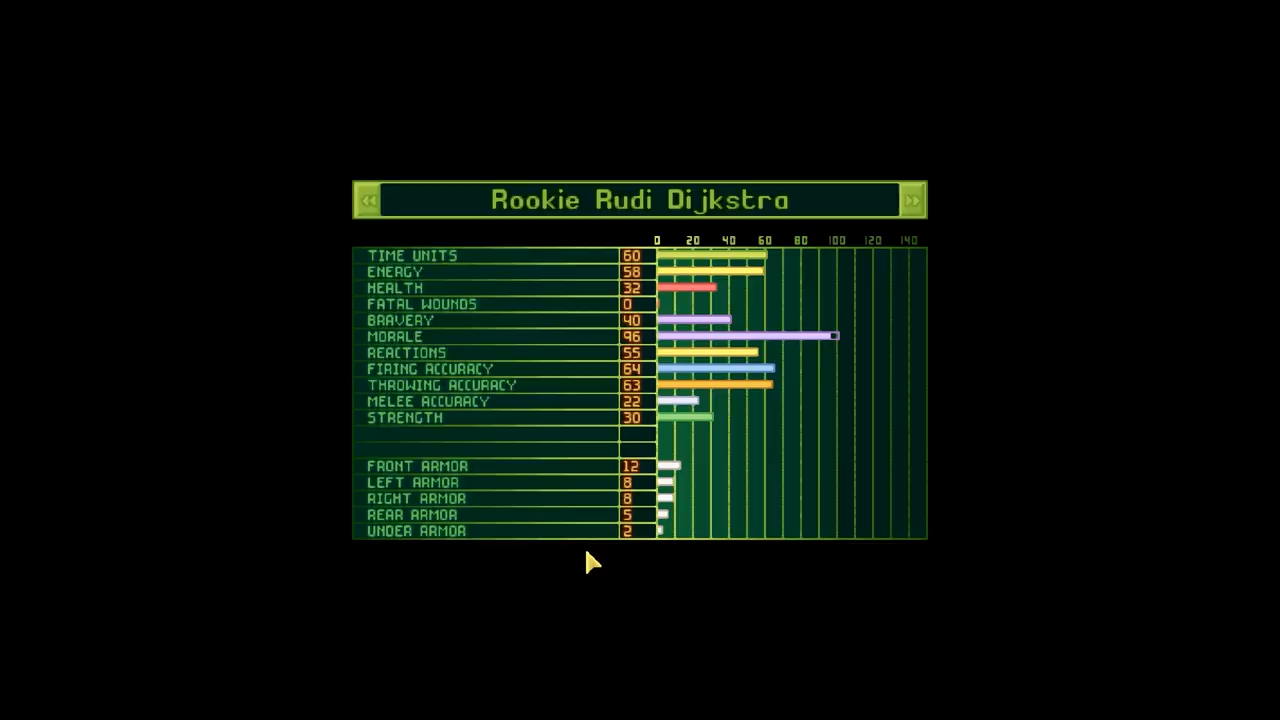 Rookie Rudi Dijkstra
0 20 40 60 80 100 120 140
TIME UNITS 60
ENERGY 58
HEALTH 32
FATAL WOUNDS 0
BRAVERY 40
MORALE 96
REACTIONS 55
FIRING ACCURACY 64
THROWING ACCURACY 63
MELEE ACCURACY 22
STRENGTH 30
FRONT ARMOR 12
LEFT ARMOR 8
RIGHT ARMOR 8
REAR ARMOR 5
UNDER ARMOR 2